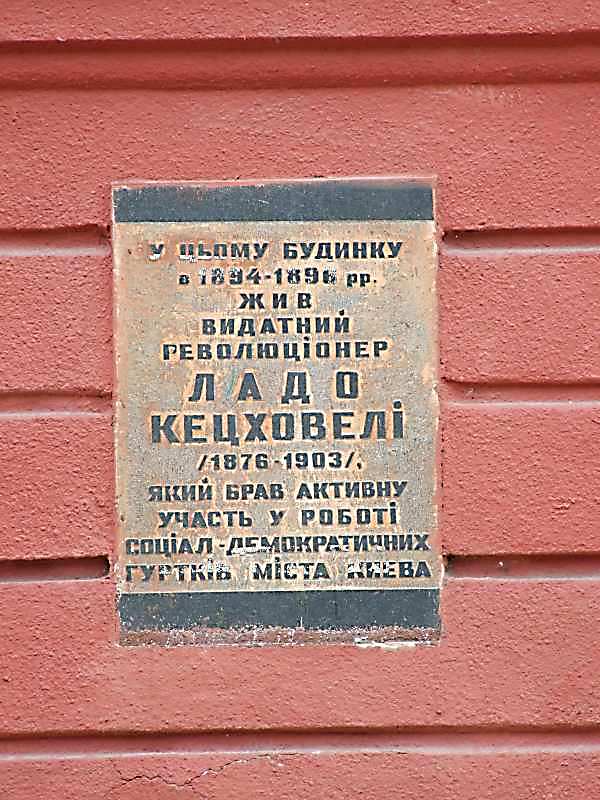 У ЦЬОМУ БУДИНКУ
в 1894-1896 рр.
ЖИВ
ВИДАТНИЙ
РЕВОЛЮЦІОНЕР
ЛАДО
КЕЦХОВЕЛІ
/1876-1903/,
ЯКИЙ БРАВ АКТИВНУ
УЧАСТЬ У РОБОТІ
СОЦІАЛ-ДЕМОКРАТИЧНИХ
ГУРТКІВ МІСТА КИЄВА